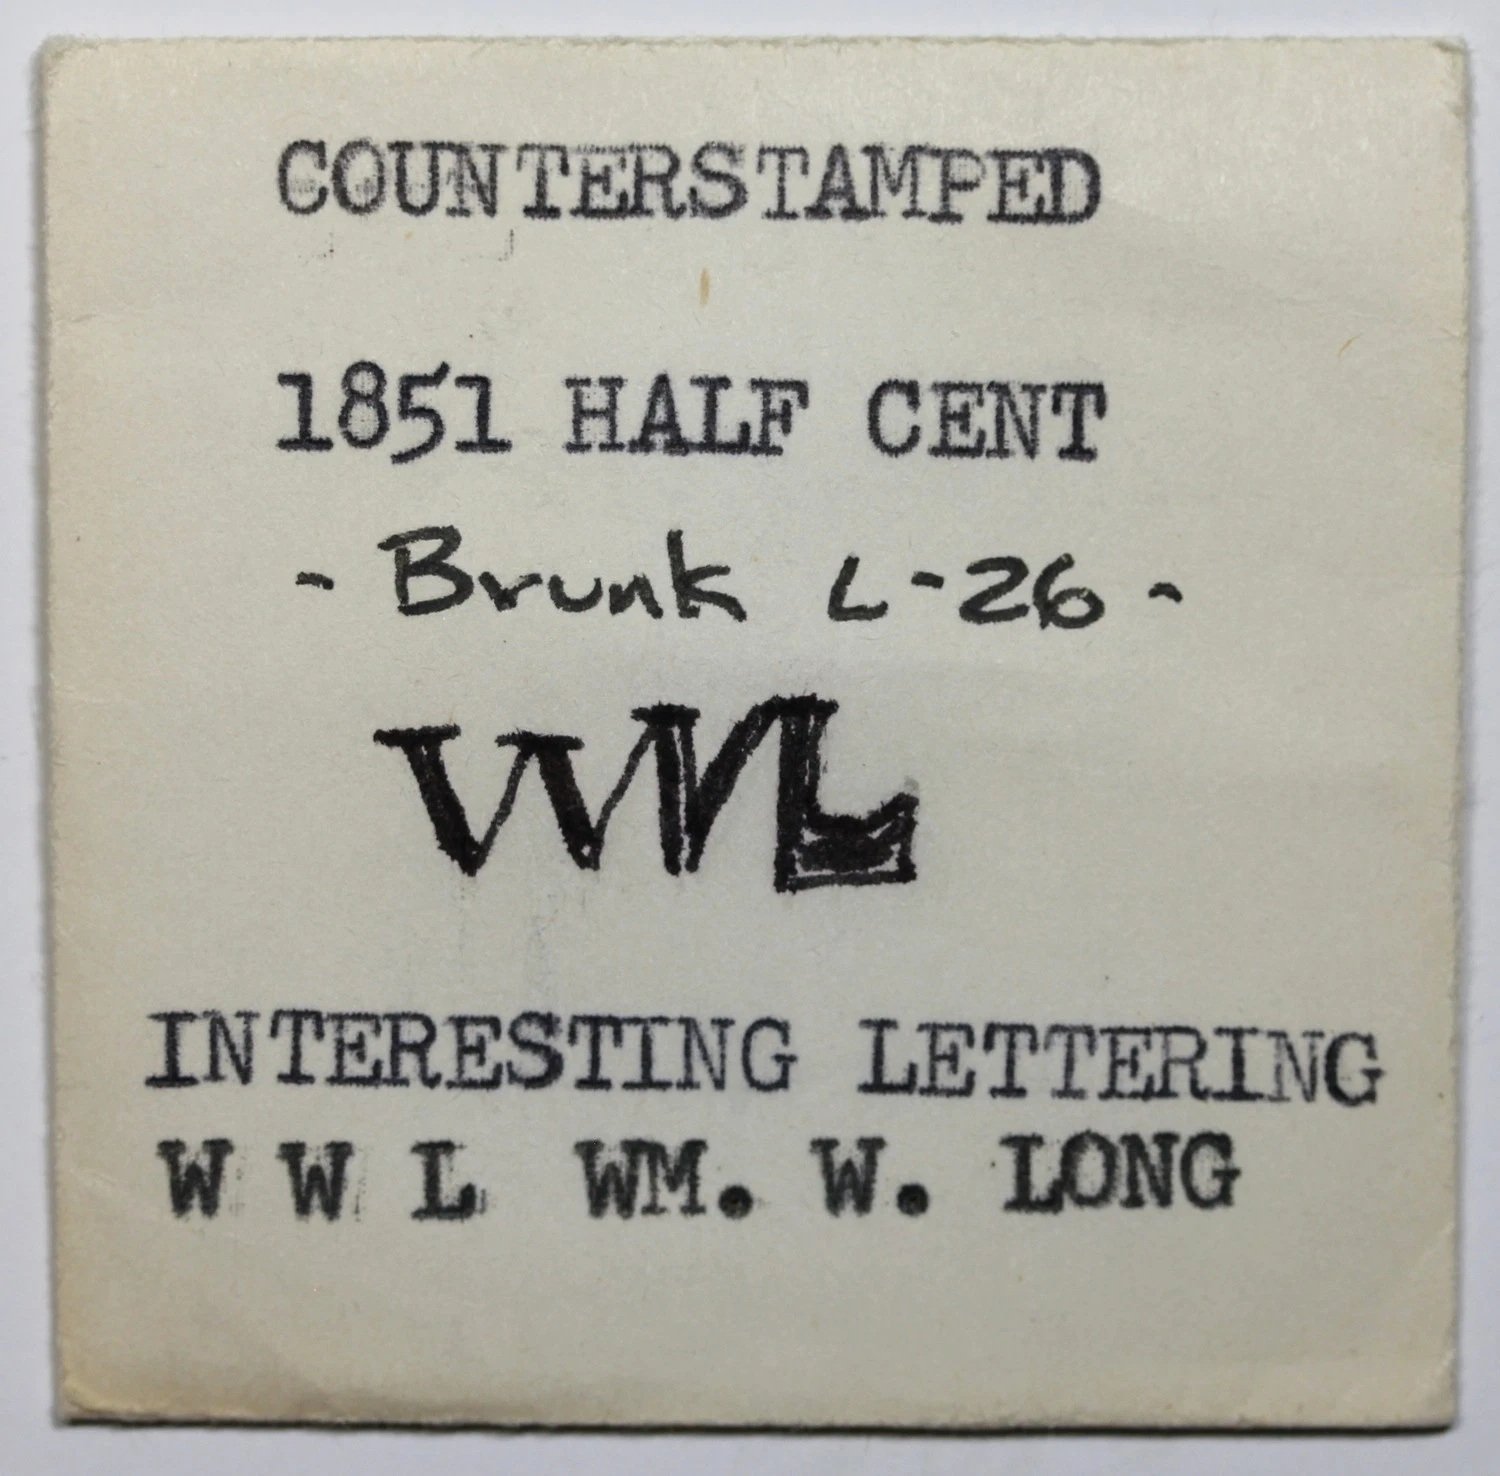 COUNTERSTAMPED
1851 HALF CENT
- Brunk L-26 -
WWL
INTERESTING LETTERING
W W L WM. W. LONG